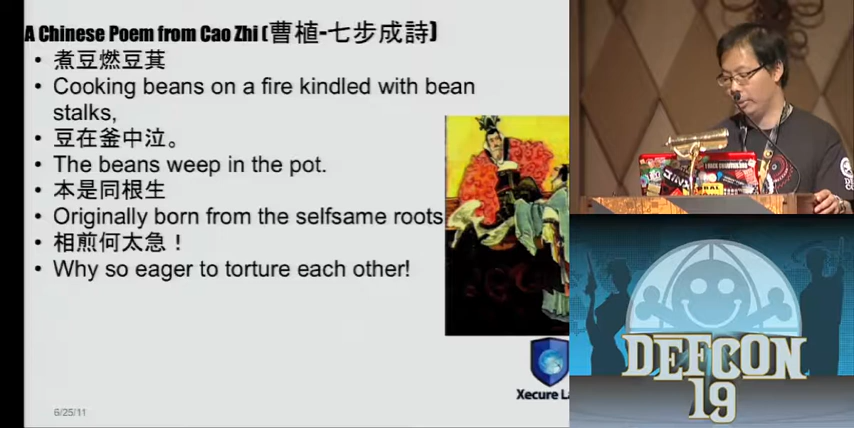 A Chinese Poem from Cao Zhi (曹植-七步成詩)
• 煮豆燃豆萁
• Cooking beans on a fire kindled with bean
stalks,
• 豆在釜中泣。
• The beans weep in the pot.
• 本是同根生
• Originally born from the selfsame roots
• 相煎何太急！
• Why so eager to torture each other!
Xecure La
6/25/11
DEFCON
19